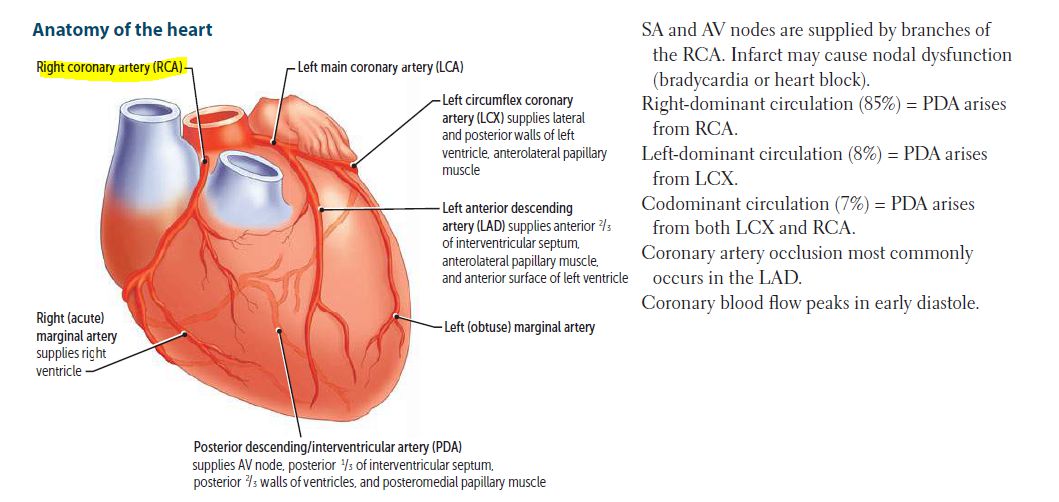 Anatomy of the heart
Right coronary artery (RCA)
Left main coronary artery (LCA)
Left circumflex coronary
artery (LCX) supplies lateral
and posterior walls of left
ventricle, anterolateral papillary
muscle
Left anterior descending
artery (LAD) supplies anterior 2/3
of interventricular septum,
anterolateral papillary muscle,
and anterior surface of left ventricle
Left (obtuse) marginal artery
Right (acute)
marginal artery
supplies right
ventricle
Posterior descending/interventricular artery (PDA)
supplies AV node, posterior 1/3 of interventricular septum,
posterior 2/3 walls of ventricles, and posteromedial papillary muscle
SA and AV nodes are supplied by branches of
the RCA. Infarct may cause nodal dysfunction
(bradycardia or heart block).
Right-dominant circulation (85%) = PDA arises
from RCA.
Left-dominant circulation (8%) = PDA arises
from LCX.
Codominant circulation (7%) = PDA arises
from both LCX and RCA.
Coronary artery occlusion most commonly
occurs in the LAD.
Coronary blood flow peaks in early diastole.